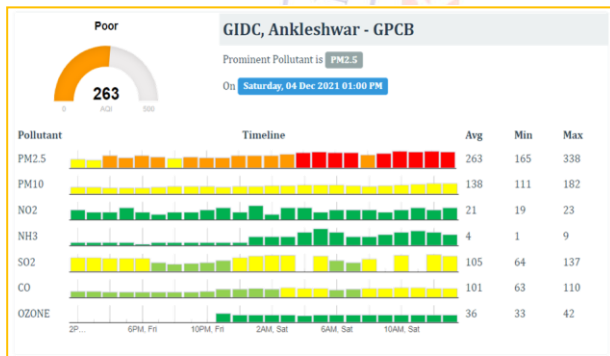 Poor
GIDC, Ankleshwar - GPCB
Prominent Pollutant is PM2.5
On Saturday, 04 Dec 2021 01:00 PM
263
0 AQI 500
Pollutant Timeline Avg Min Max
PM2.5 263 165 338
PM10 138 111 182
NO2 21 19 23
NH3 4 1 9
SO2 105 64 137
CO 101 63 110
OZONE 36 33 42
2P... 6PM, Fri 10PM, Fri 2AM, Sat 6AM, Sat 10AM, Sat